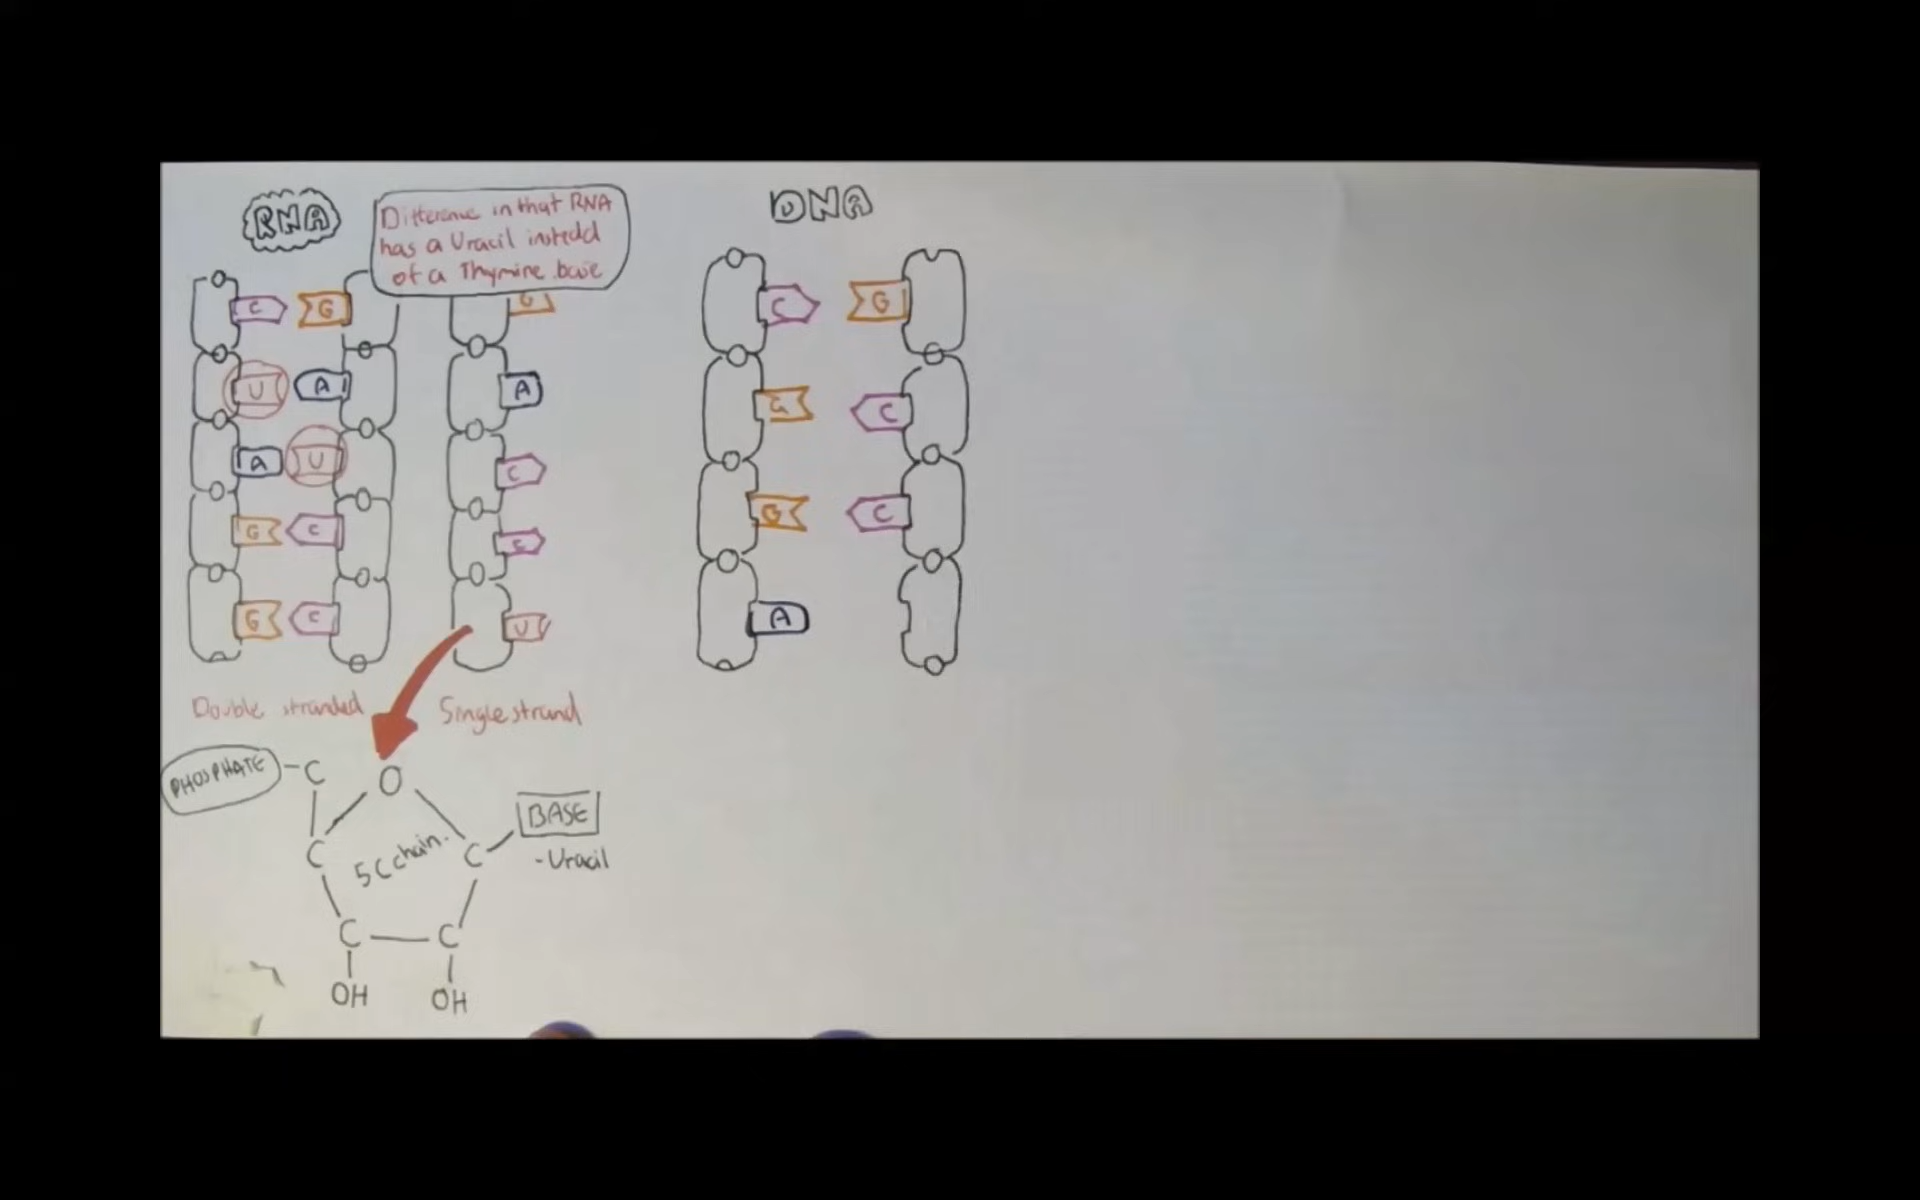 RNA
Difference in that RNA
has a Uracil instedd
of a Thymine base
DNA
C G G
U A A
A U C
G C C
G C U
C G
G C
G C
A
Double stranded
Single strand
PHOSPHATE - C
O
C
5C chain.
C
BASE
- Uracil
C C
OH OH